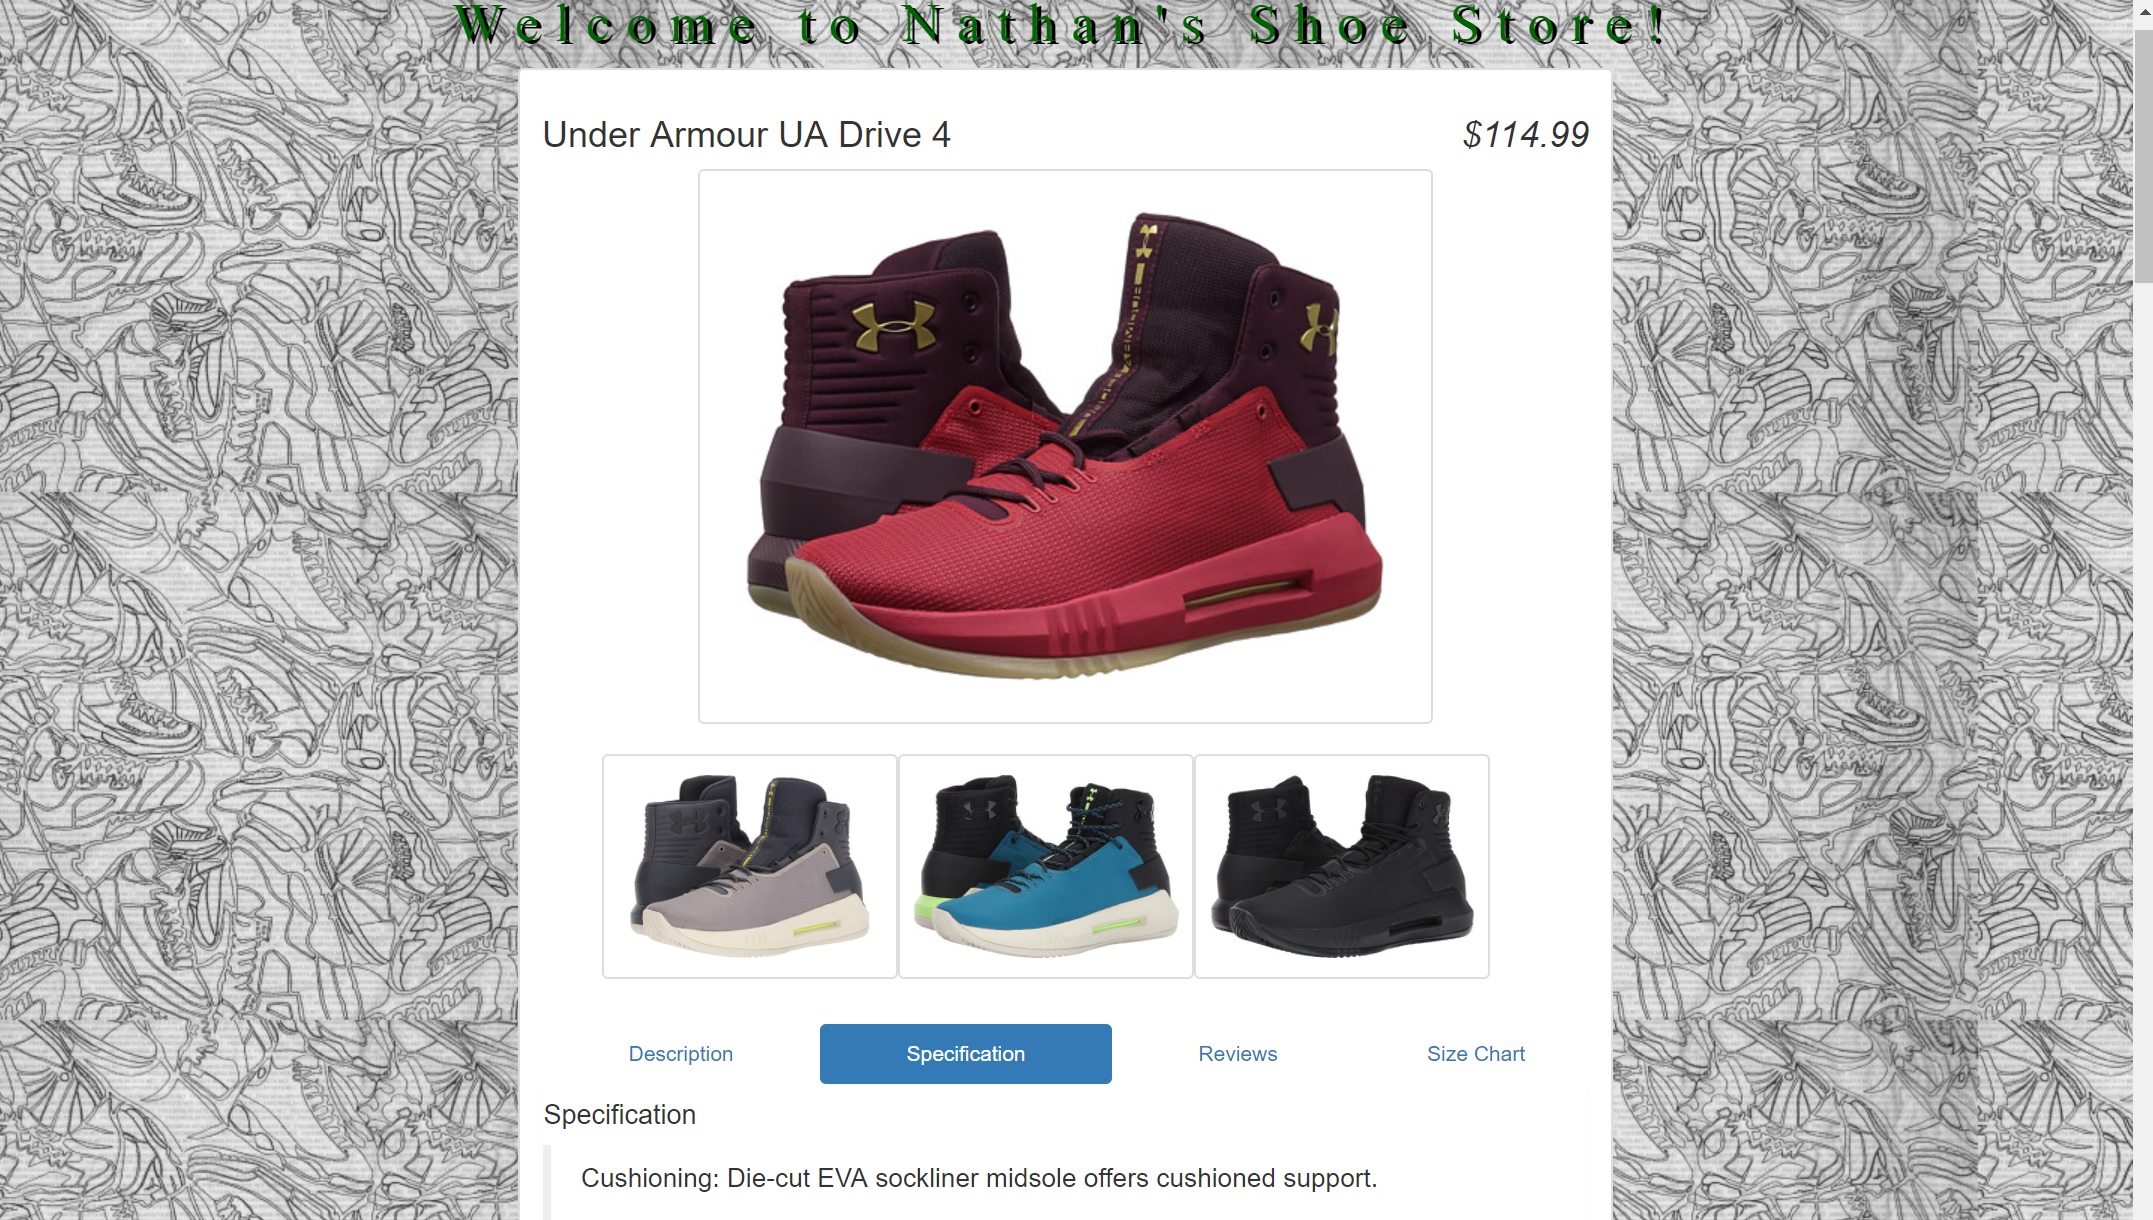 Welcome to Nathan's Shoe Store!
Under Armour UA Drive 4
$114.99
Description
Specification
Reviews
Size Chart
Specification
Cushioning: Die-cut EVA sockliner midsole offers cushioned support.